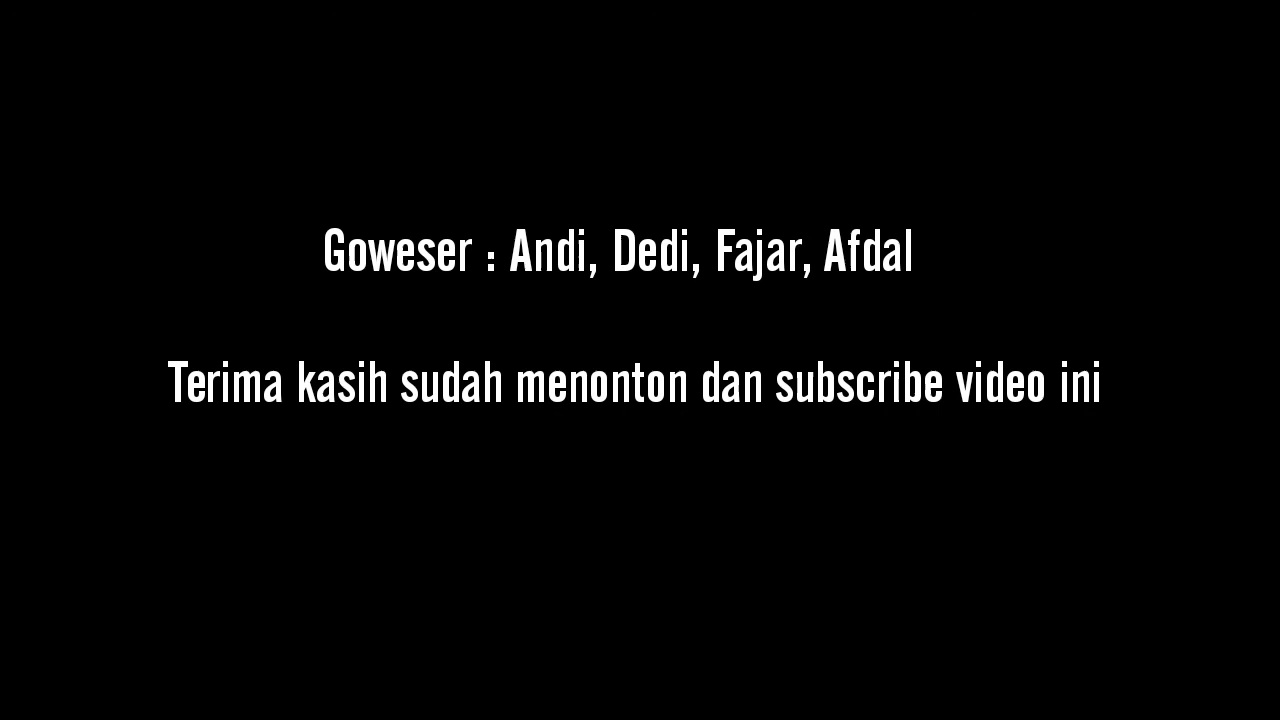 Goweser : Andi, Dedi, Fajar, Afdal
Terima kasih sudah menonton dan subscribe video ini